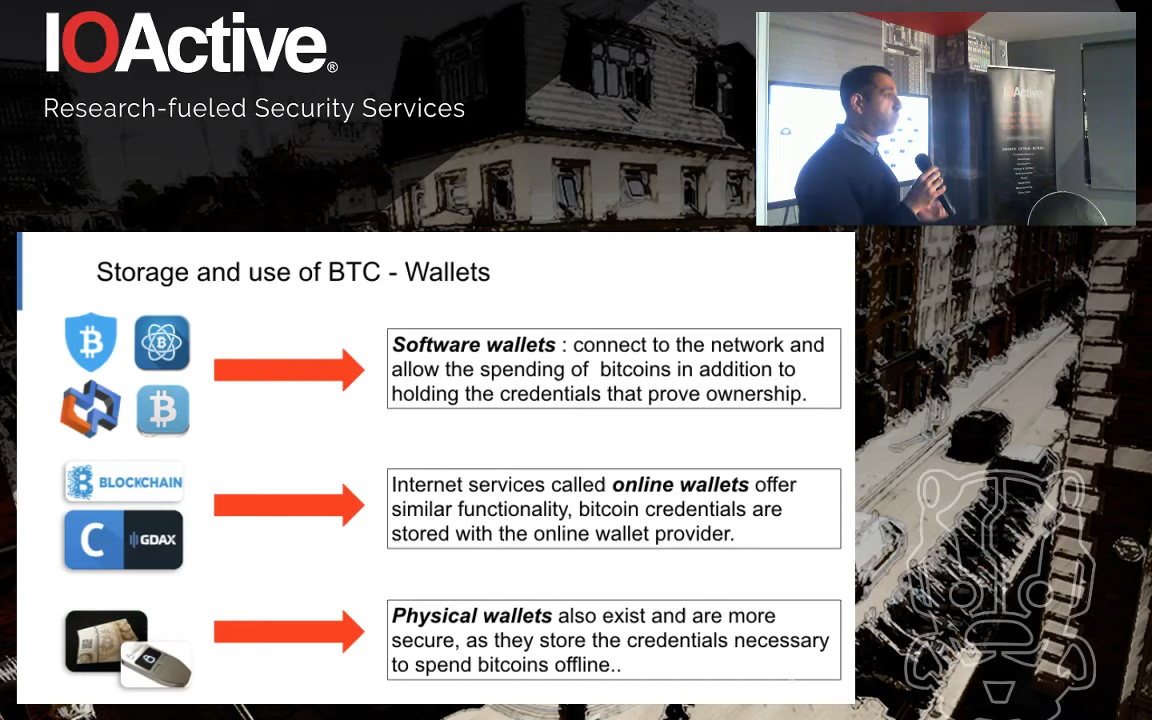 IOActive®
Research-fueled Security Services
IOActive
Storage and use of BTC - Wallets
Software wallets : connect to the network and
allow the spending of bitcoins in addition to
holding the credentials that prove ownership.
BLOCKCHAIN
C GDAX
Internet services called online wallets offer
similar functionality, bitcoin credentials are
stored with the online wallet provider.
Physical wallets also exist and are more
secure, as they store the credentials necessary
to spend bitcoins offline..